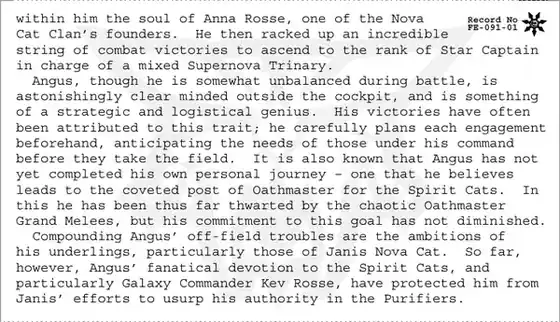 within him the soul of Anna Rosse, one of the Nova
Record No
Cat Clan's founders. He then racked up an incredible
FE-091-01
string of combat victories to ascend to the rank of Star Captain
in charge of a mixed Supernova Trinary.
Angus, though he is somewhat unbalanced during battle, is
astonishingly clear minded outside the cockpit, and is something
of a strategic and logistical genius. His victories have often
been attributed to this trait; he carefully plans each engagement
beforehand, anticipating the needs of those under his command
before they take the field. It is also known that Angus has not
yet completed his own personal journey – one that he believes
leads to the coveted post of Oathmaster for the Spirit Cats. In
this he has been thus far thwarted by the chaotic Oathmaster
Grand Melees, but his commitment to this goal has not diminished.
Compounding Angus' off-field troubles are the ambitions of
his underlings, particularly those of Janis Nova Cat. So far,
however, Angus' fanatical devotion to the Spirit Cats, and
particularly Galaxy Commander Kev Rosse, have protected him from
Janis' efforts to usurp his authority in the Purifiers.